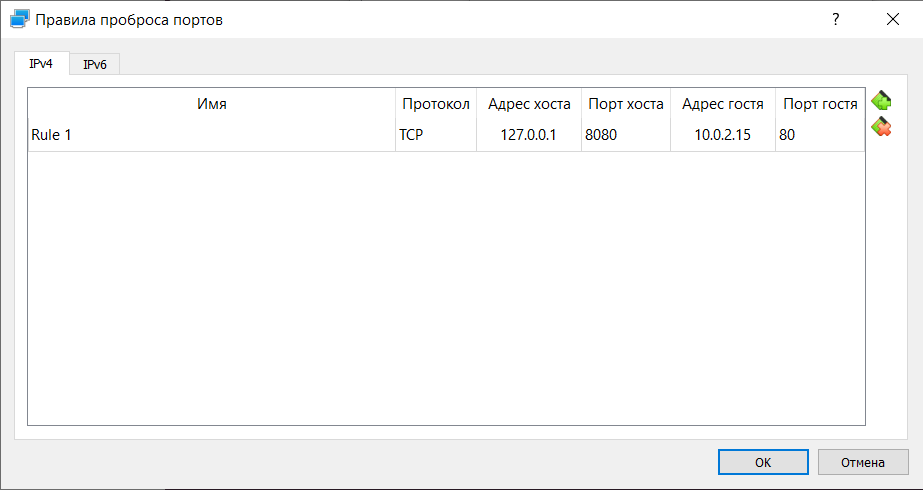 Правила проброса портов
?
IPv4 IPv6
Имя Протокол Адрес хоста Порт хоста Адрес гостя Порт гостя
Rule 1 TCP 127.0.0.1 8080 10.0.2.15 80
OK Отмена